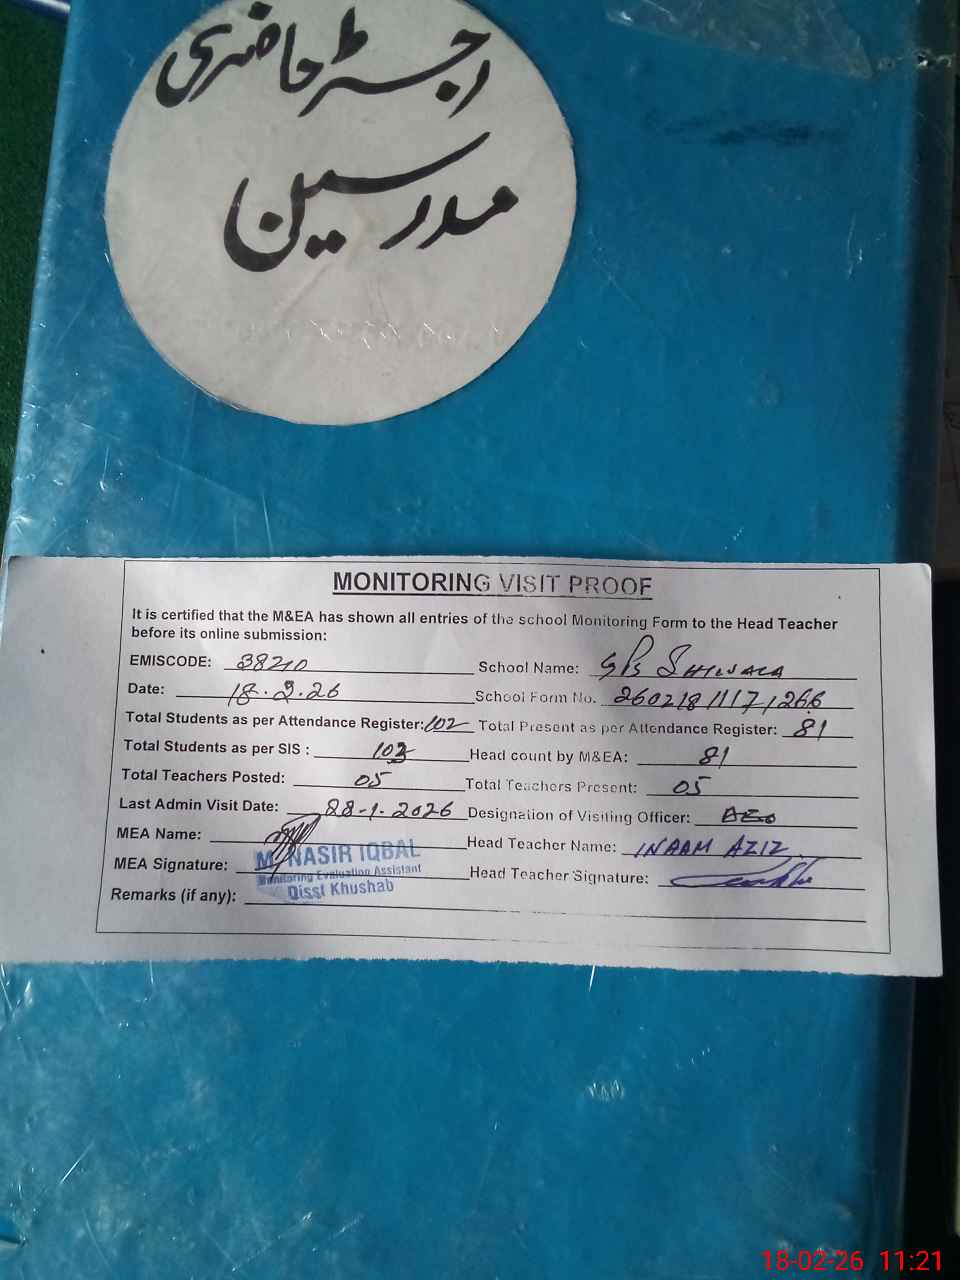 رجسٹر حاضری
مدرسین
MONITORING VISIT PROOF
It is certified that the M&EA has shown all entries of the school Monitoring Form to the Head Teacher
before its online submission:
EMISCODE: 38210 School Name: GPS SHIWALA
Date: 18.2.26 School Form No. 260218111171266
Total Students as per Attendance Register: 102 Total Present as per Attendance Register: 81
Total Students as per SIS : 102 Head count by M&EA: 81
Total Teachers Posted: 05 Total Teachers Present: 05
Last Admin Visit Date: 28-1-2026 Designation of Visiting Officer: AEO
MEA Name: Head Teacher Name: INAAM AZIZ
M. NASIR IQBAL
MEA Signature: Monitoring Evaluation Assistant Head Teacher Signature:
Disst Khushab
Remarks (if any):
18-02-26 11:21